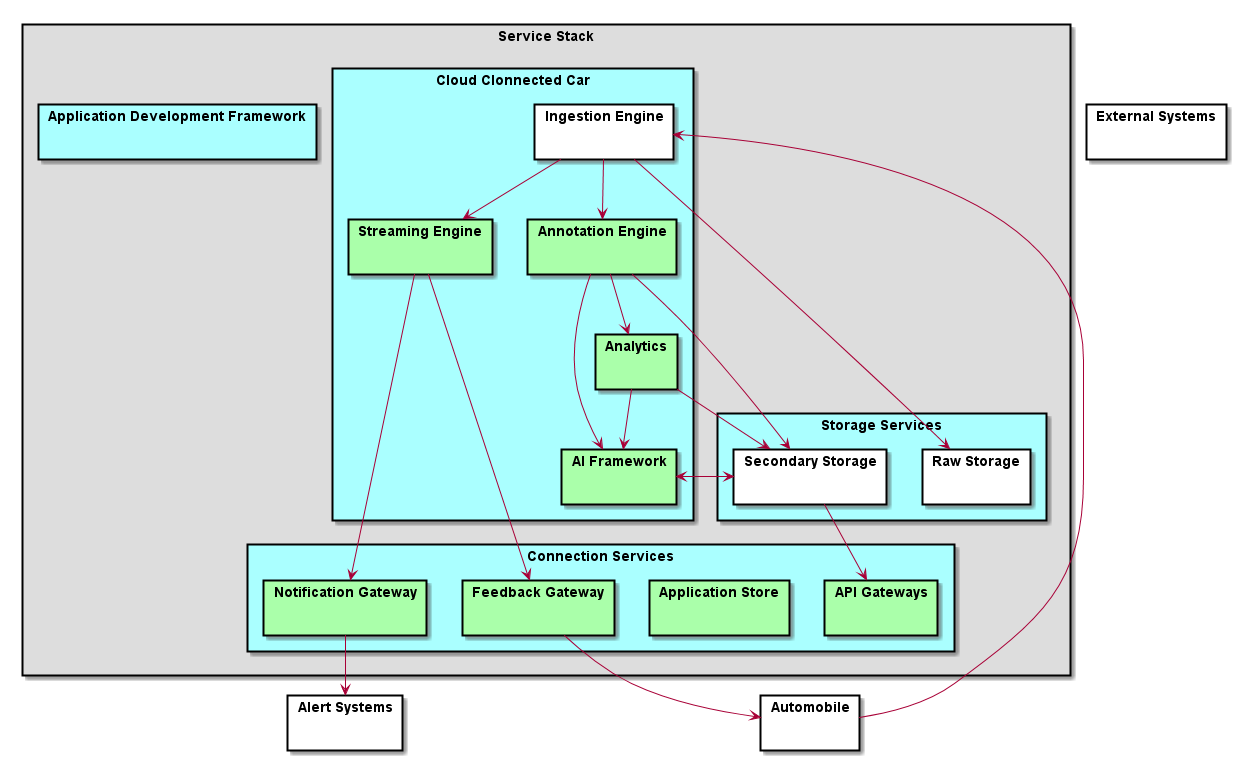 Service Stack
Cloud Clonnected Car
Application Development Framework
Ingestion Engine
External Systems
Streaming Engine
Annotation Engine
Analytics
Storage Services
AI Framework
Secondary Storage
Raw Storage
Connection Services
Notification Gateway
Feedback Gateway
Application Store
API Gateways
Alert Systems
Automobile